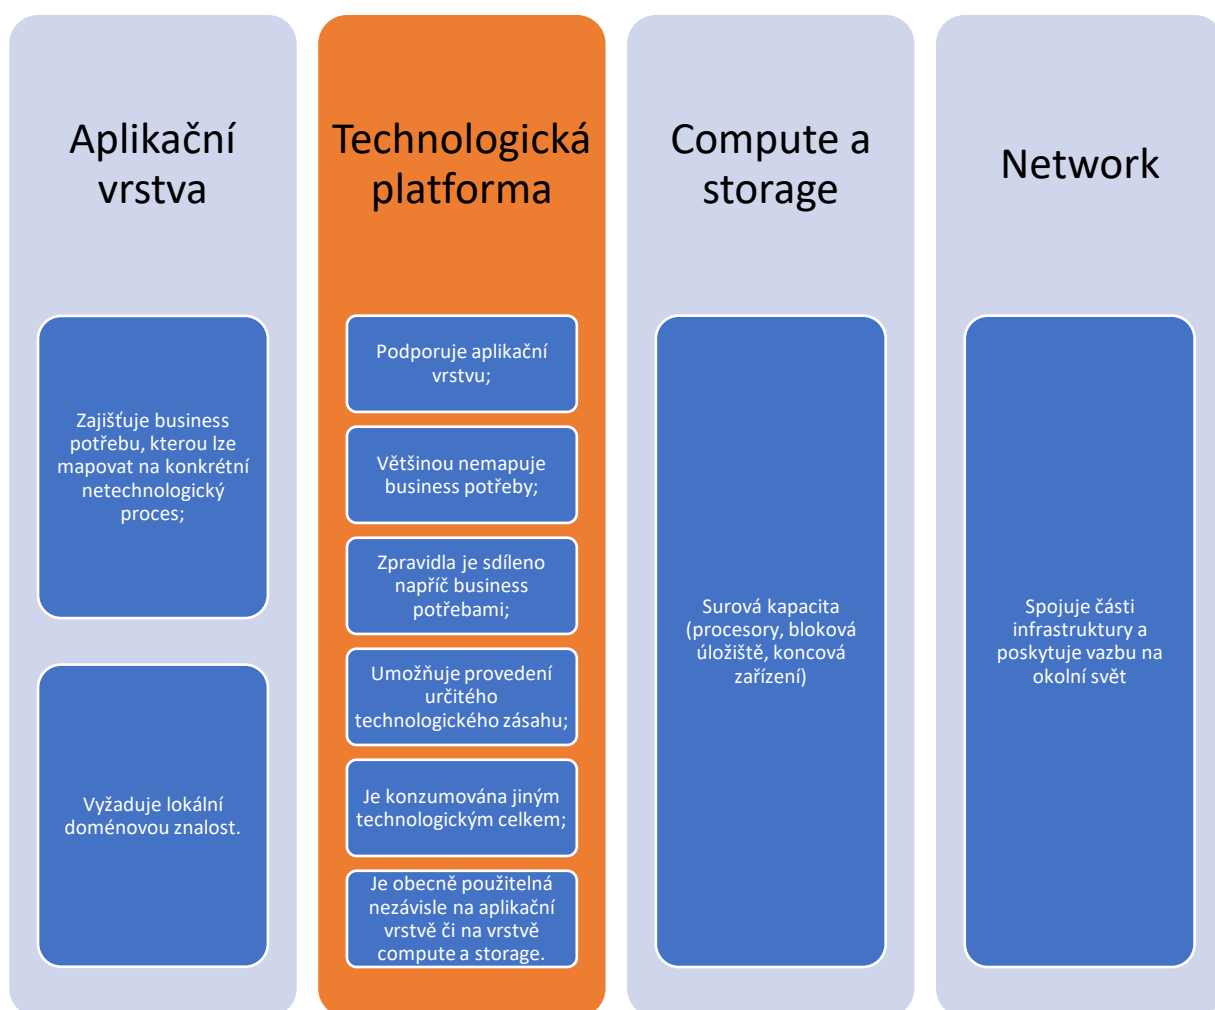 Aplikační
vrstva
Zajišťuje business
potřebu, kterou lze
mapovat na konkrétní
netechnologický
proces;
Vyžaduje lokální
doménovou znalost.
Technologická
platforma
Podporuje aplikační
vrstvu;
Většinou nemapuje
business potřeby;
Zpravidla je sdíleno
napříč business
potřebami;
Umožňuje provedení
určitého
technologického zásahu;
Je konzumována jiným
technologickým celkem;
Je obecně použitelná
nezávisle na aplikační
vrstvě či na vrstvě
compute a storage.
Compute a
storage
Surová kapacita
(procesory, bloková
úložiště, koncová
zařízení)
Network
Spojuje části
infrastruktury a
poskytuje vazbu na
okolní svět